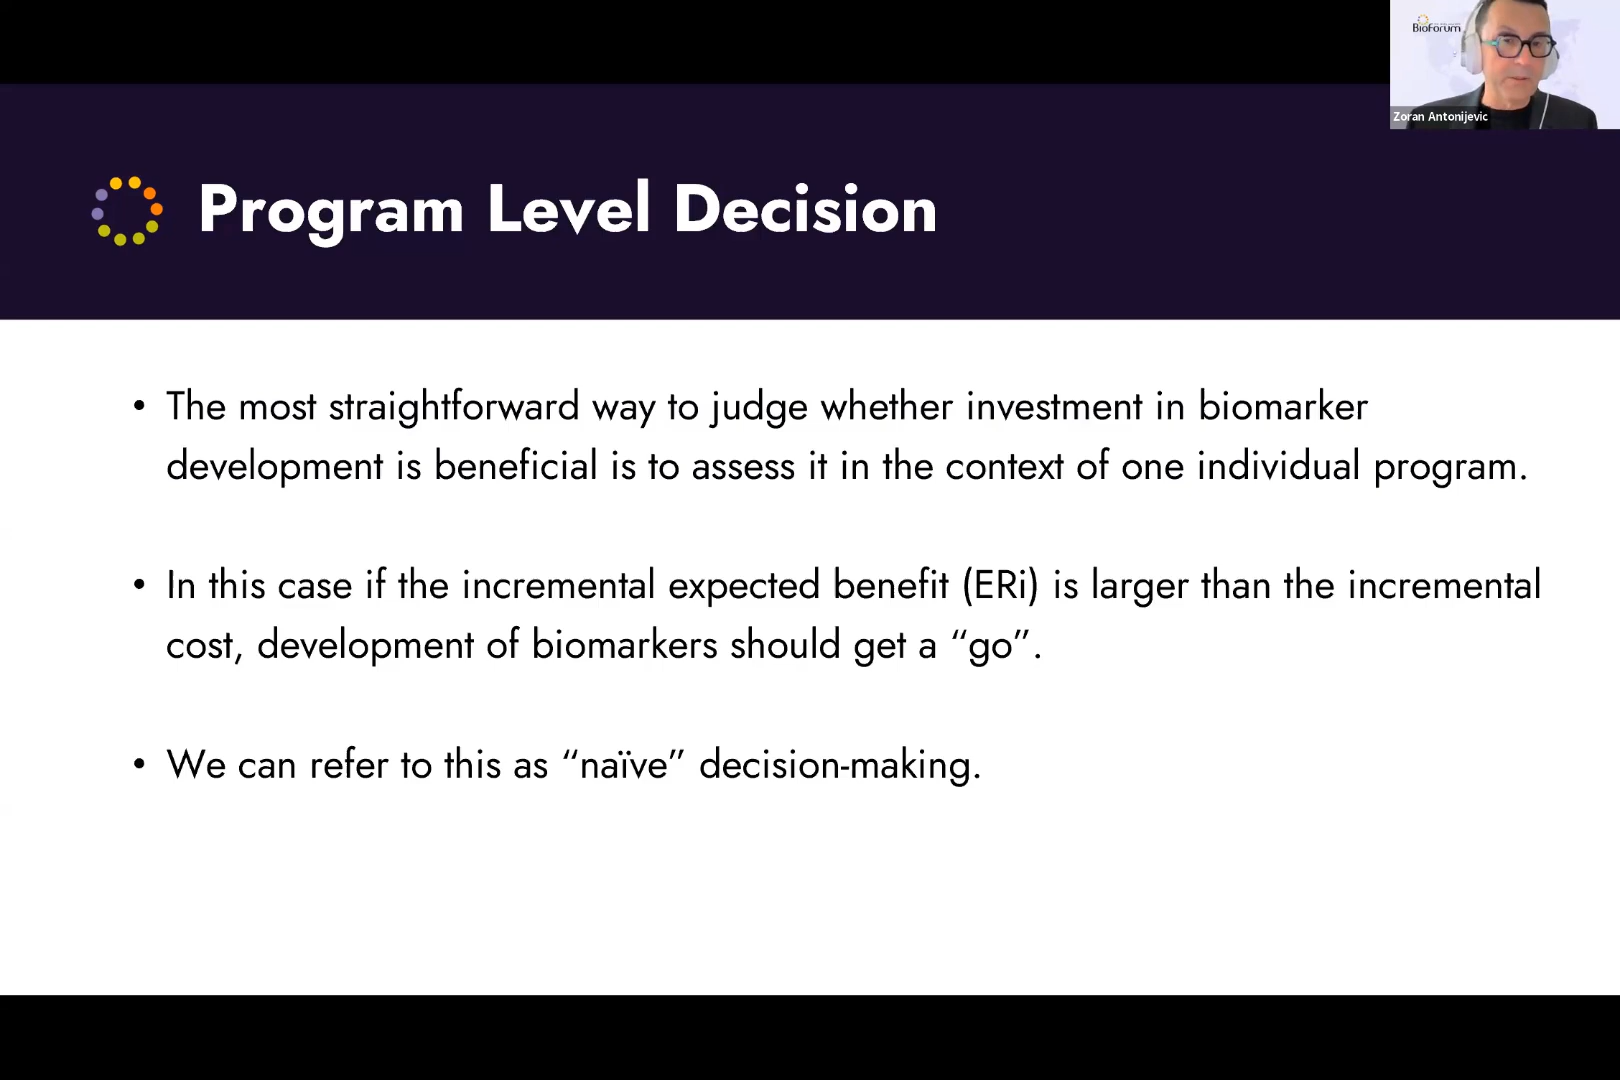 BioForum
Zoran Antonijevic
Program Level Decision
• The most straightforward way to judge whether investment in biomarker
development is beneficial is to assess it in the context of one individual program.
• In this case if the incremental expected benefit (ERi) is larger than the incremental
cost, development of biomarkers should get a “go”.
• We can refer to this as “naïve” decision-making.